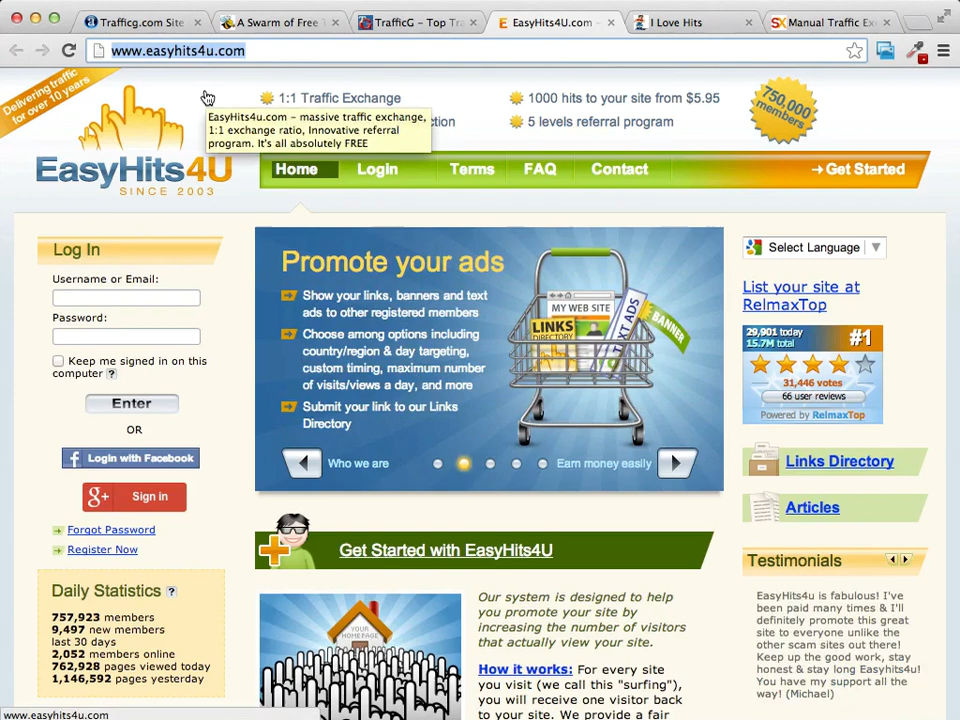 Trafficg.com Site
A Swarm of Free T
TrafficG - Top Tra
EasyHits4U.com -
I Love Hits
Manual Traffic Ex
www.easyhits4u.com
Delivering traffic
for over 10 years
EasyHits4U
SINCE 2003
1:1 Traffic Exchange
1000 hits to your site from $5.95
5 levels referral program
EasyHits4U.com - massive traffic exchange,
1:1 exchange ratio, Innovative referral
program. It's all absolutely FREE
750,000
members
Home
Login
Terms
FAQ
Contact
Get Started
Log In
Username or Email:
Password:
Keep me signed in on this
computer ?
Enter
OR
f Login with Facebook
g+ Sign in
Forgot Password
Register Now
Daily Statistics ?
757,923 members
9,497 new members
last 30 days
2,052 members online
762,928 pages viewed today
1,146,592 pages yesterday
Promote your ads
Show your links, banners and text
ads to other registered members
Choose among options including
country/region & day targeting,
custom timing, maximum number
of visits/views a day, and more
Submit your link to our Links
Directory
MY WEB SITE
LINKS
DIRECTORY
TEXT ADS
BANNER
Who we are
Earn money easily
Get Started with EasyHits4U
YOUR
HOMEPAGE
Our system is designed to help
you promote your site by
increasing the number of visitors
that actually view your site.
How it works: For every site
you visit (we call this "surfing"),
you will receive one visitor back
to your site. We provide a fair
Select Language
List your site at
RelmaxTop
29,901 today
15.7M total
#1
31,446 votes
66 user reviews
Powered by RelmaxTop
Links Directory
Articles
Testimonials
EasyHits4u is fabulous! I've
been paid many times & I'll
definitely promote this great
site to everyone unlike the
other scam sites out there!
Keep up the good work, stay
honest & stay long Easyhits4u!
You have my support all the
way! (Michael)
www.easyhits4u.com